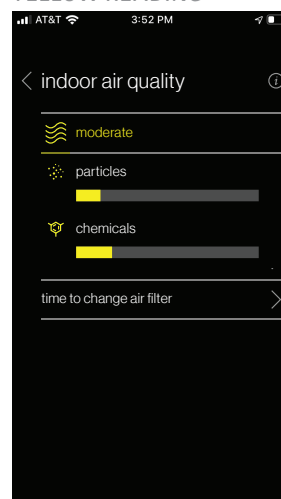 AT&T 3:52 PM
indoor air quality
moderate
particles
chemicals
time to change air filter